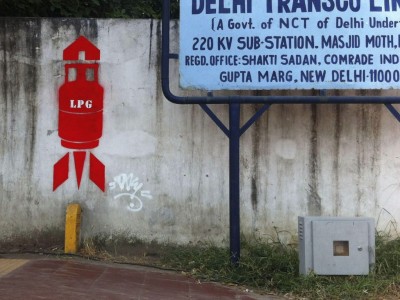 DELHI TRANSCO
(A Govt. of NCT of Delhi Under
220 KV SUB-STATION. MASJID MOTH,
REGD. OFFICE: SHAKTI SADAN, COMRADE IND
GUPTA MARG, NEW DELHI-11000
LPG